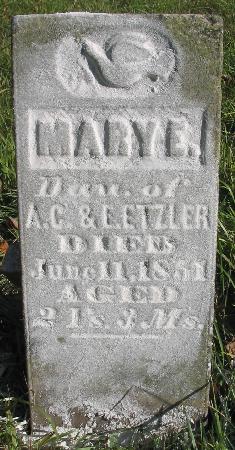 MARY E.
Dau. of
A.C. & E. ETZLER
DIED
June 11, 1851
AGED
2 Ys. 3 Ms.